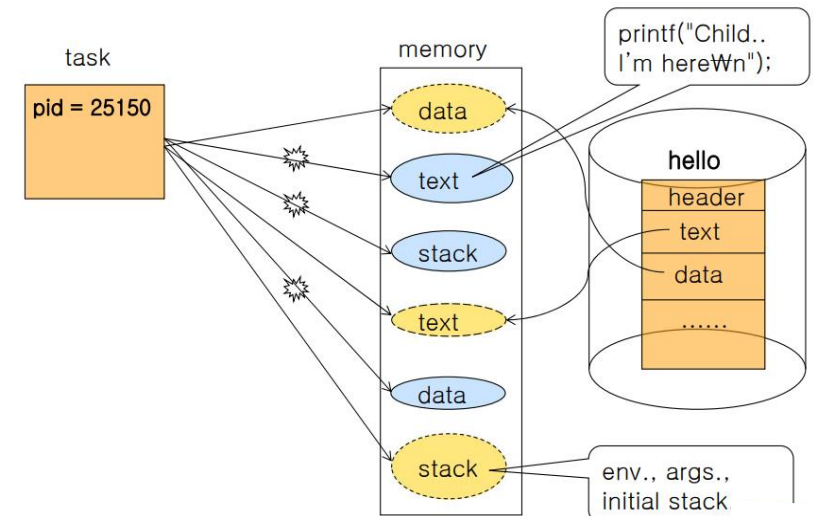 task
pid = 25150
memory
data
text
stack
text
data
stack
printf("Child..
I'm here₩n");
hello
header
text
data
......
env., args.,
initial stack